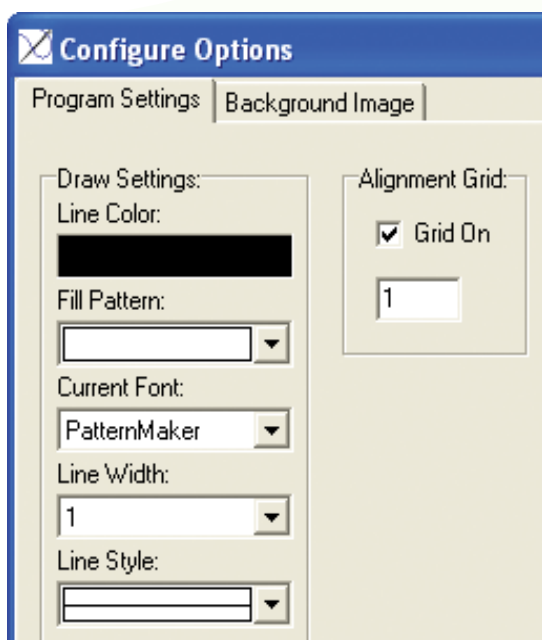 Configure Options
Program Settings
Background Image
Draw Settings:
Line Color:
Fill Pattern:
Current Font:
PatternMaker
Line Width:
1
Line Style:
Alignment Grid:
Grid On
1